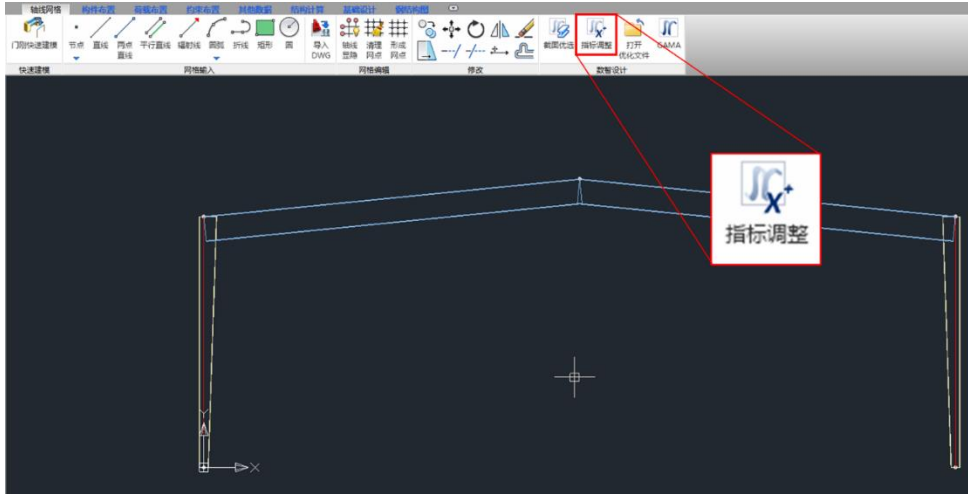 轴线网格 构件布置 荷载布置 约束布置 其他数据 结构计算 基础设计 钢结构图
门刚快速建模 节点 直线 两点直线 平行直线 辐射线 圆弧 折线 矩形 圆 导入DWG 轴线显隐 清理网点 形成网点 截面优选 指标调整 打开优化文件 GAMA
快速建模 网格输入 网格编辑 修改 数智设计
指标调整
Y
X